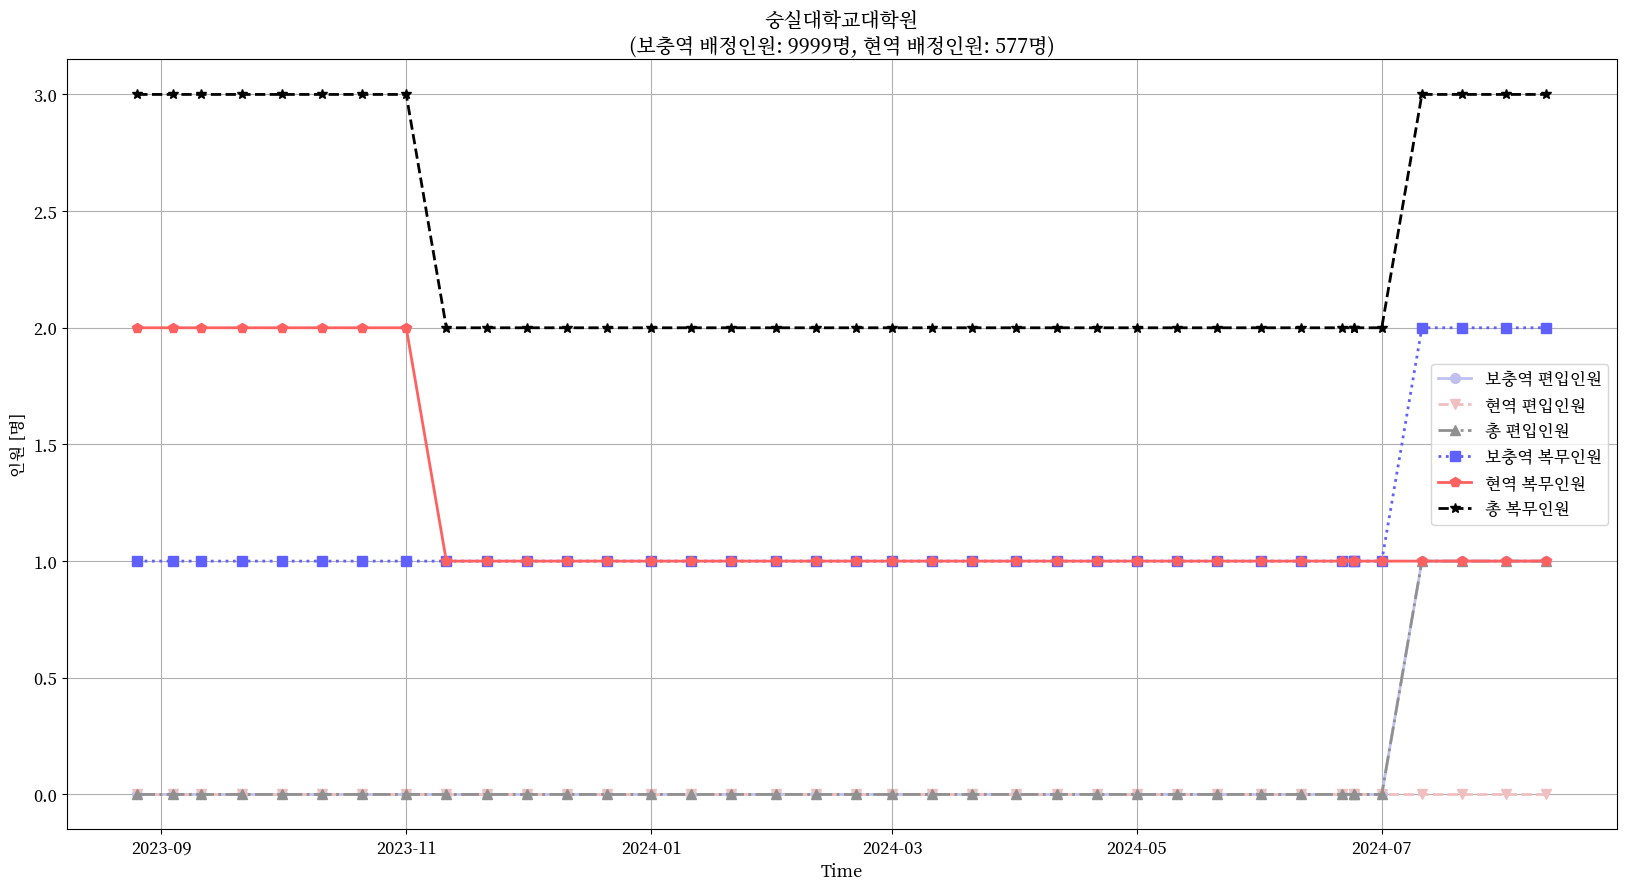 숭실대학교대학원
(보충역 배정인원: 9999명, 현역 배정인원: 577명)
인원 [명]
3.0
2.5
2.0
1.5
1.0
0.5
0.0
보충역 편입인원
현역 편입인원
총 편입인원
보충역 복무인원
현역 복무인원
총 복무인원
2023-09
2023-11
2024-01
2024-03
2024-05
2024-07
Time